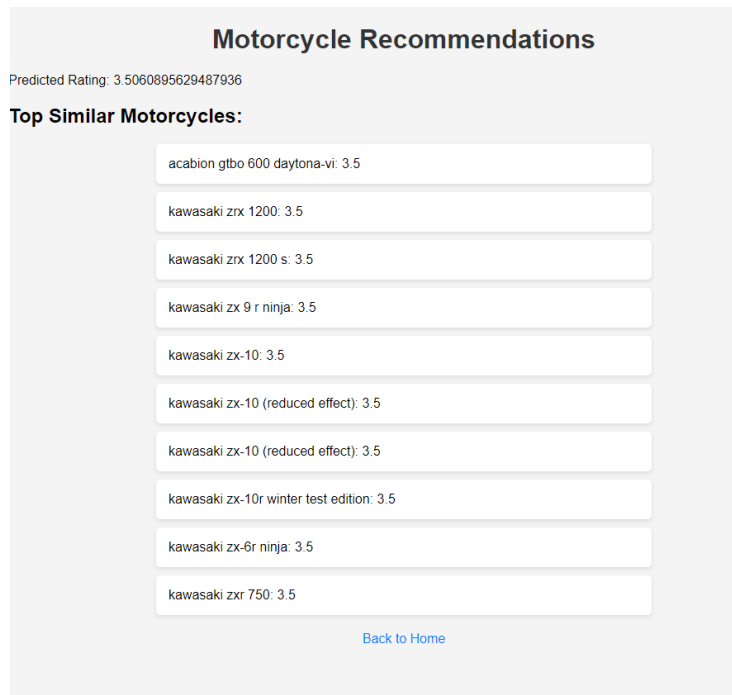 Motorcycle Recommendations
Predicted Rating: 3.5060895629487936
Top Similar Motorcycles:
acabion gtbo 600 daytona-vi: 3.5
kawasaki zrx 1200: 3.5
kawasaki zrx 1200 s: 3.5
kawasaki zx 9 r ninja: 3.5
kawasaki zx-10: 3.5
kawasaki zx-10 (reduced effect): 3.5
kawasaki zx-10 (reduced effect): 3.5
kawasaki zx-10r winter test edition: 3.5
kawasaki zx-6r ninja: 3.5
kawasaki zxr 750: 3.5
Back to Home